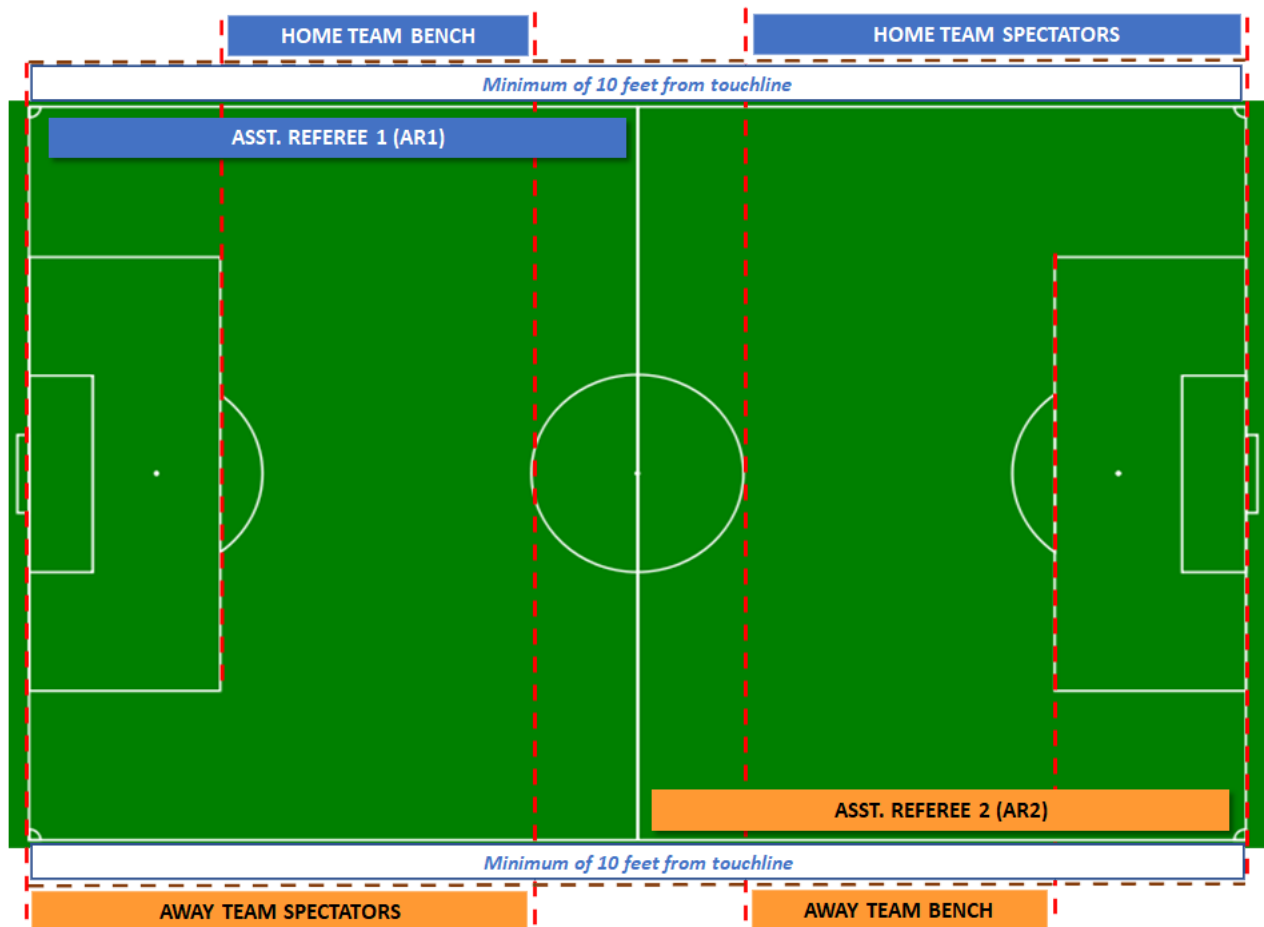 HOME TEAM BENCH
HOME TEAM SPECTATORS
Minimum of 10 feet from touchline
ASST. REFEREE 1 (AR1)
ASST. REFEREE 2 (AR2)
Minimum of 10 feet from touchline
AWAY TEAM SPECTATORS
AWAY TEAM BENCH